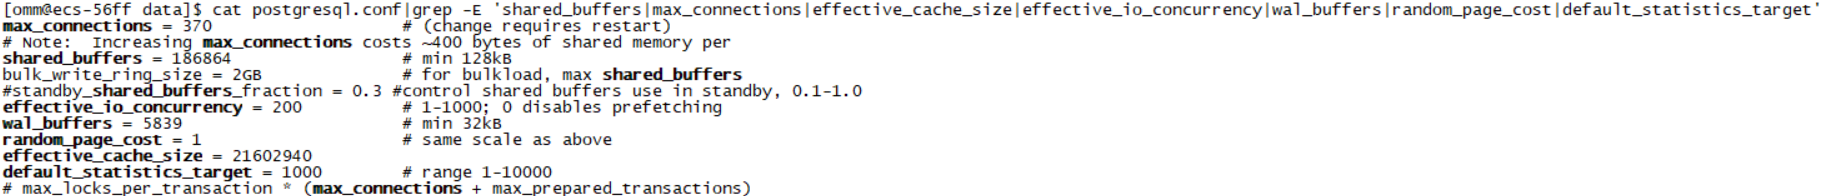 [omm@ecs-56ff data]$ cat postgresql.conf|grep -E 'shared_buffers|max_connections|effective_cache_size|effective_io_concurrency|wal_buffers|random_page_cost|default_statistics_target'
max_connections = 370                   # (change requires restart)
# Note:  Increasing max_connections costs ~400 bytes of shared memory per
shared_buffers = 186864                 # min 128kB
bulk_write_ring_size = 2GB              # for bulkload, max shared_buffers
#standby_shared_buffers_fraction = 0.3 #control shared buffers use in standby, 0.1-1.0
effective_io_concurrency = 200          # 1-1000; 0 disables prefetching
wal_buffers = 5839                      # min 32kB
random_page_cost = 1                    # same scale as above
effective_cache_size = 21602940
default_statistics_target = 1000        # range 1-10000
# max_locks_per_transaction * (max_connections + max_prepared_transactions)